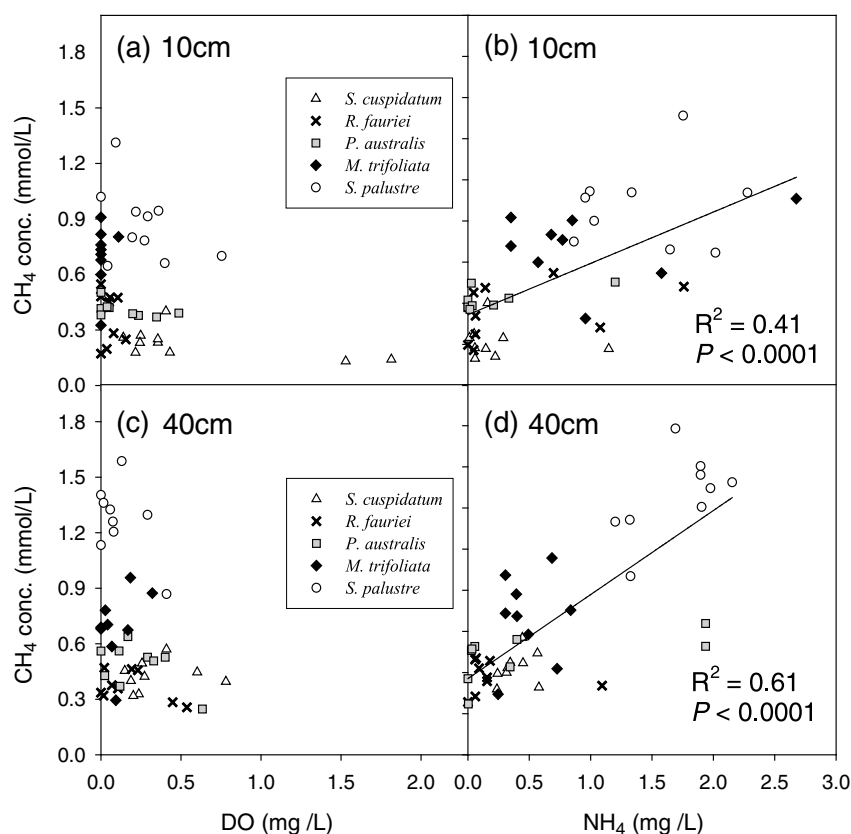 (a) 10cm
(b) 10cm
CH4 conc. (mmol/L)
1.8
1.5
1.2
0.9
0.6
0.3
0.0
S. cuspidatum
R. fauriei
P. australis
M. trifoliata
S. palustre
R² = 0.41
P < 0.0001
(c) 40cm
(d) 40cm
CH4 conc. (mmol/L)
1.8
1.5
1.2
0.9
0.6
0.3
0.0
S. cuspidatum
R. fauriei
P. australis
M. trifoliata
S. palustre
R² = 0.61
P < 0.0001
0.0 0.5 1.0 1.5 2.0 0.0 0.5 1.0 1.5 2.0 2.5 3.0
DO (mg /L) NH4 (mg /L)